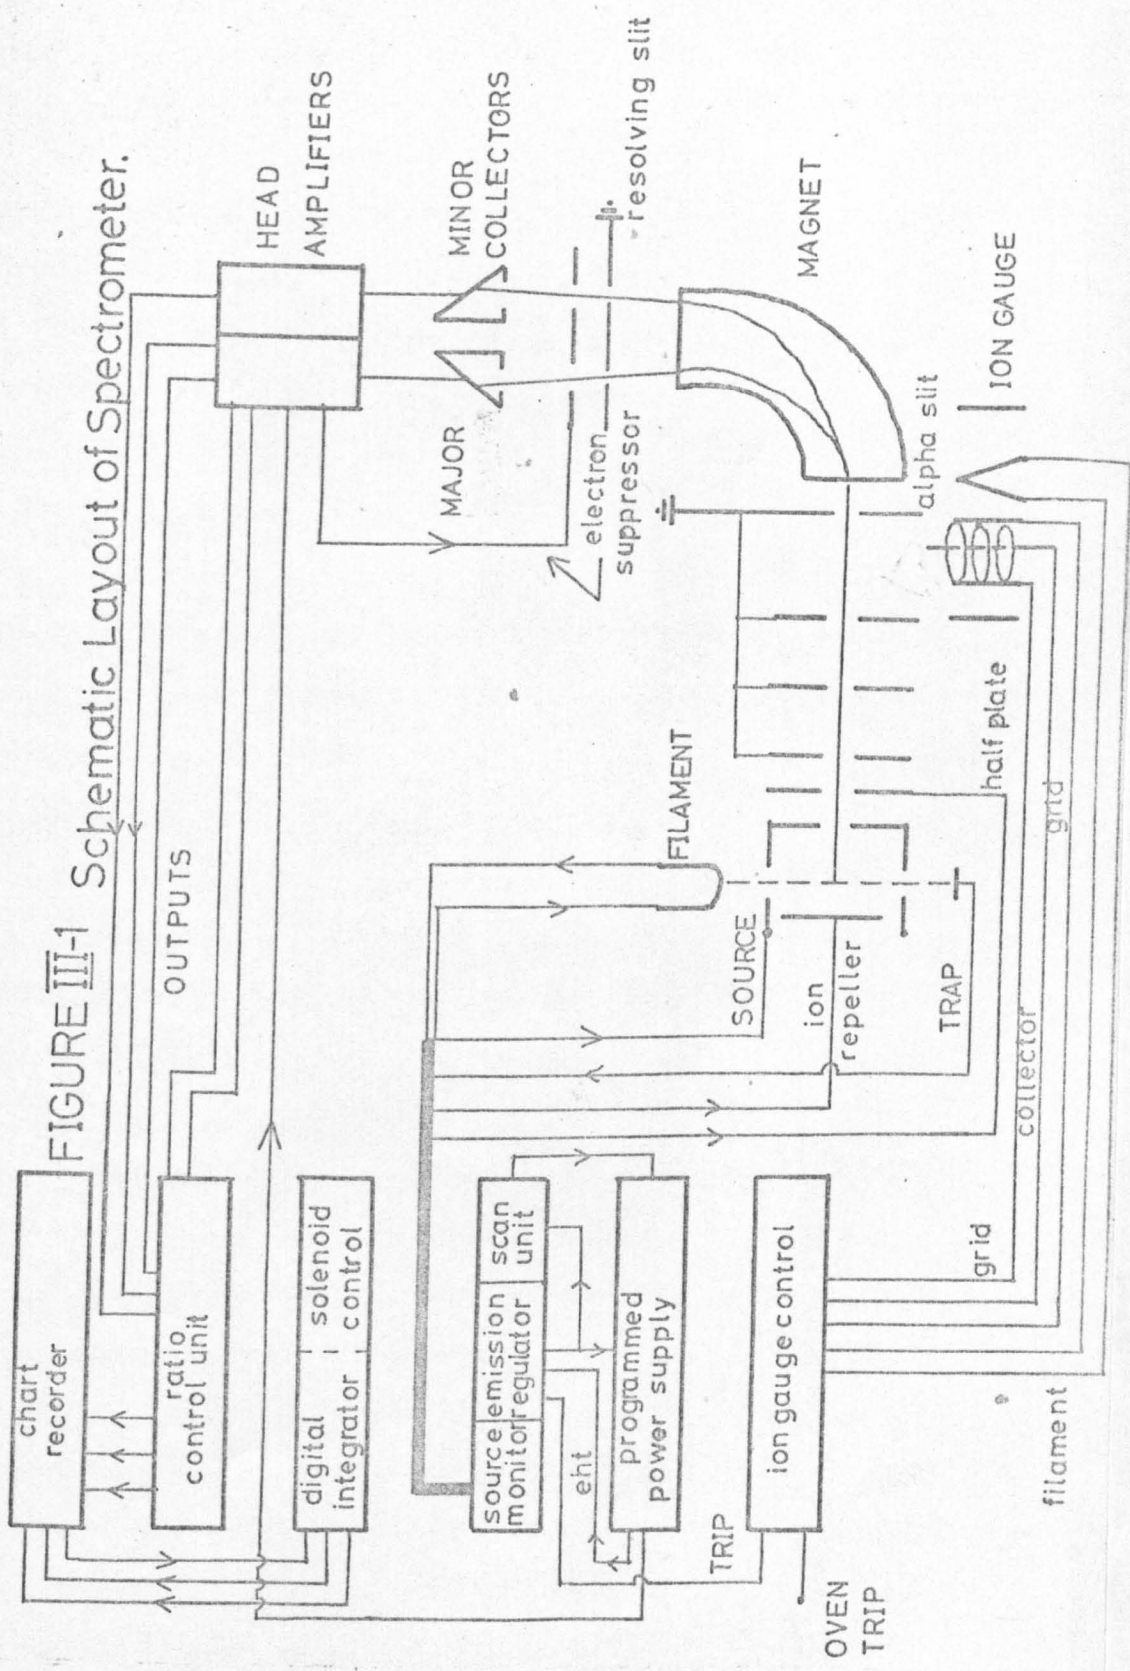 FIGURE III-1
Schematic Layout of Spectrometer.
chart
recorder
OUTPUTS
HEAD
AMPLIFIERS
ratio
control unit
digital
integrator
solenoid
control
MAJOR
MINOR
COLLECTORS
electron
suppressor
resolving slit
source
monitor
emission
regulator
scan
unit
eht
programmed
power supply
FILAMENT
SOURCE
ion
repeller
TRAP
MAGNET
alpha slit
ION GAUGE
half plate
TRIP
ion gauge control
OVEN
TRIP
grid
collector
grid
filament